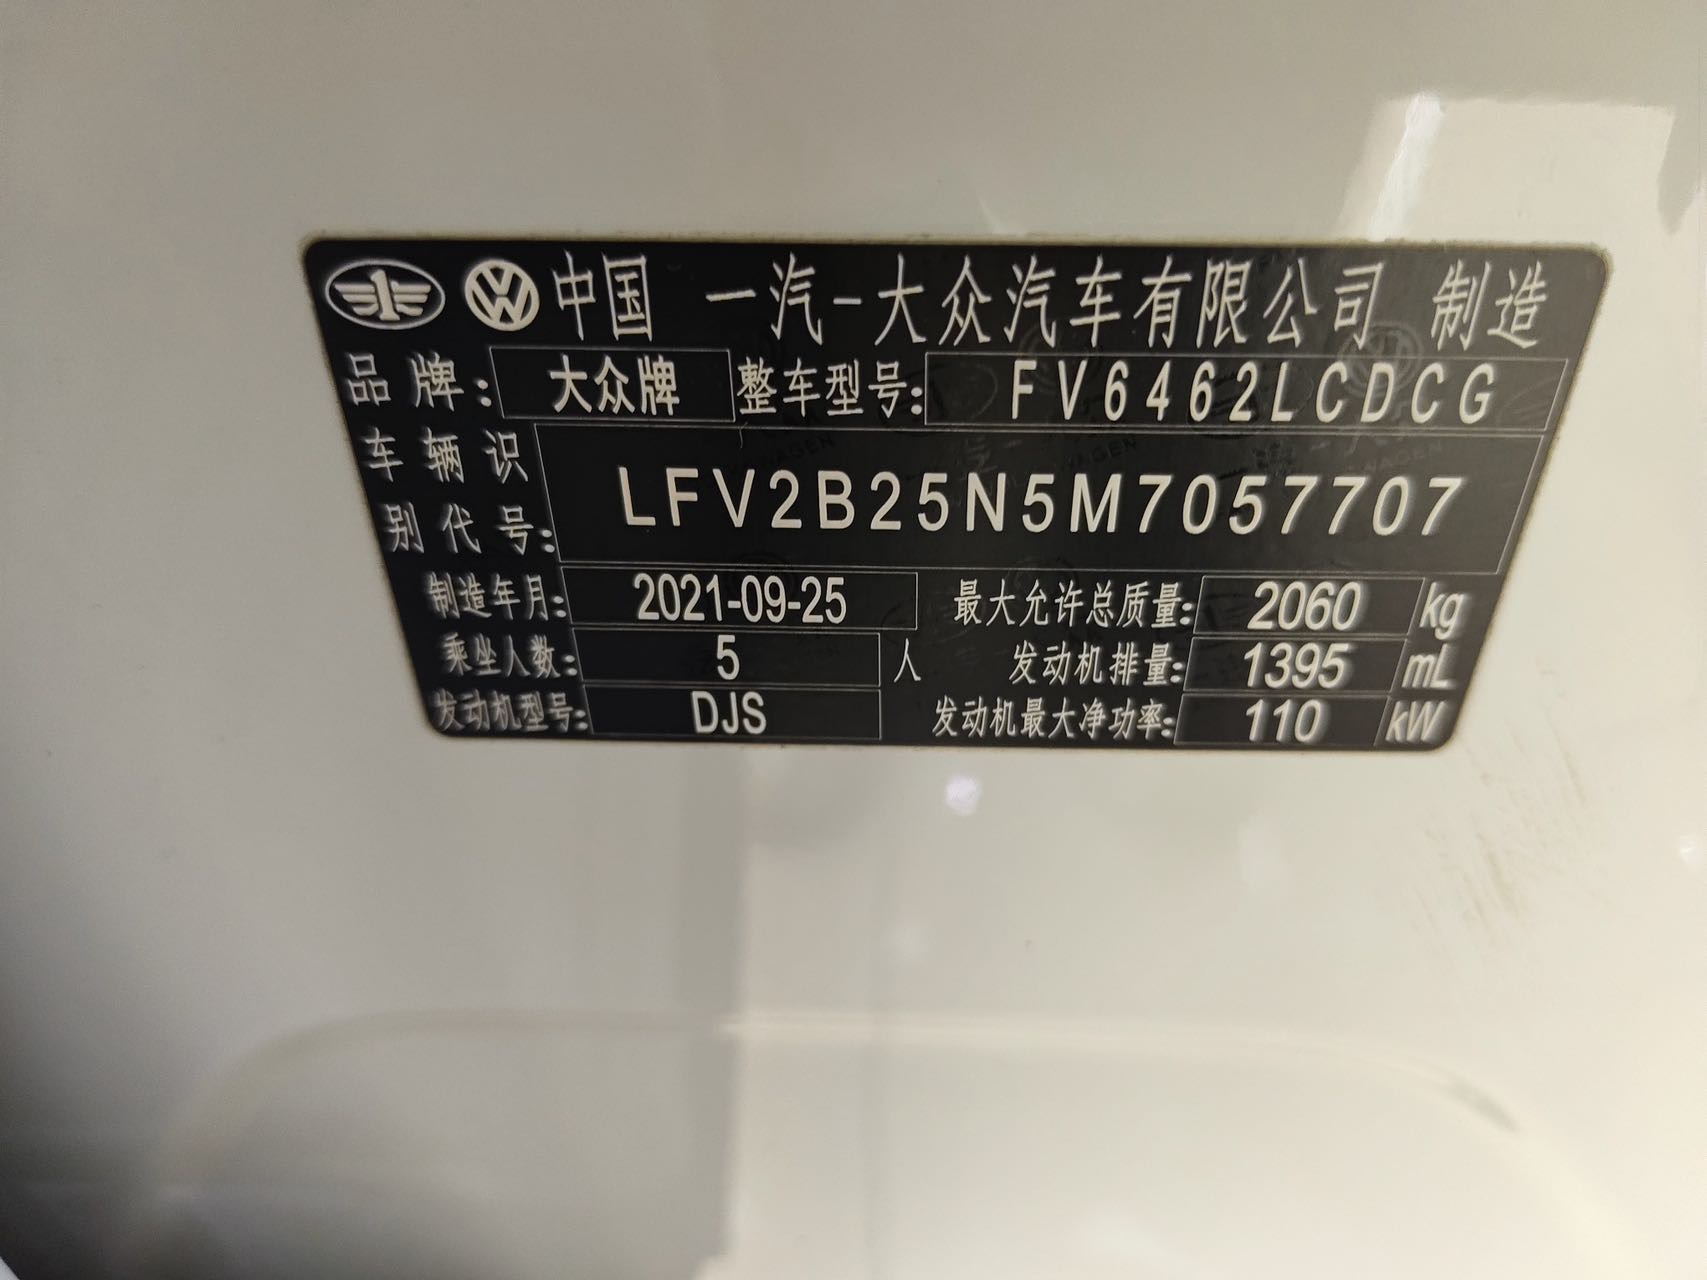 中国 一汽-大众汽车有限公司 制造
品牌: 大众牌 整车型号: FV6462LCDCG
车辆识别代号: LFV2B25N5M7057707
制造年月: 2021-09-25 最大允许总质量: 2060 kg
乘坐人数: 5 人 发动机排量: 1395 mL
发动机型号: DJS 发动机最大净功率: 110 kW